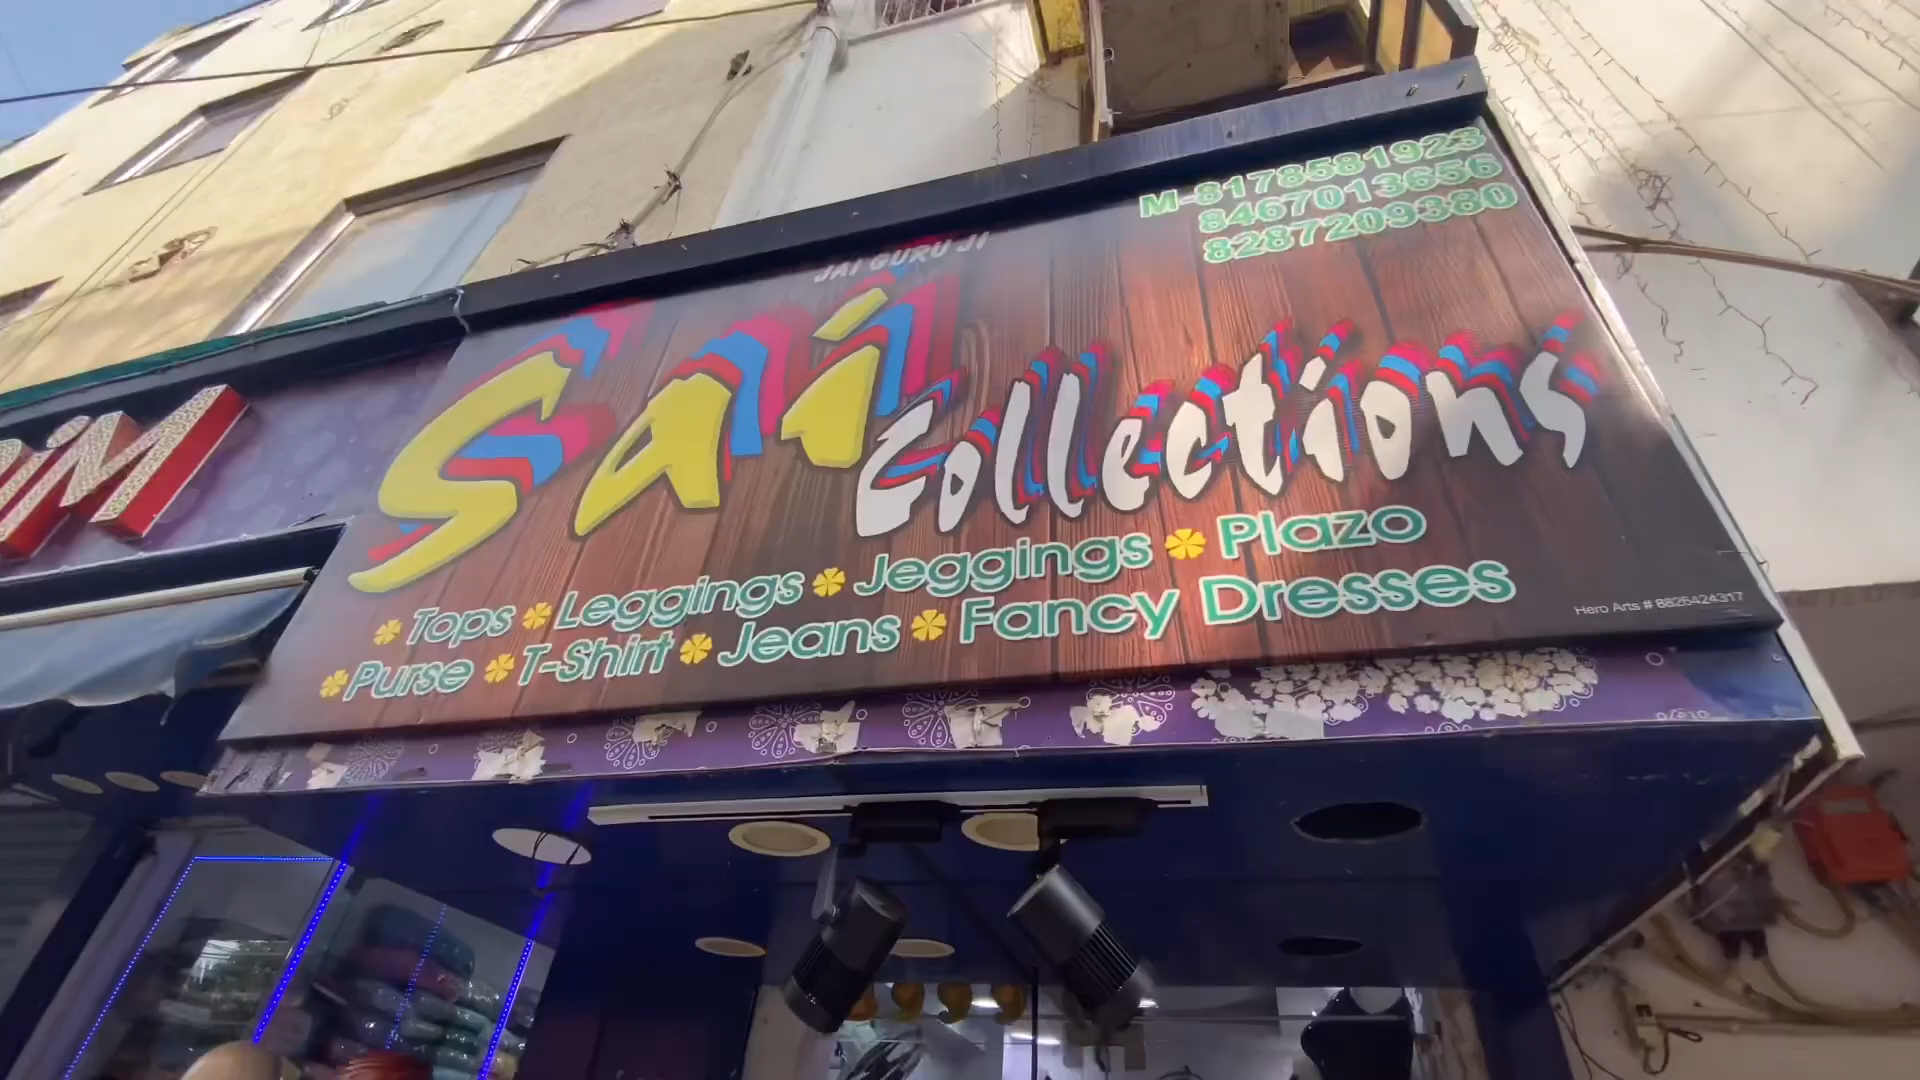 JAI GURU JI
M-8178581923
8467013656
8287209380
Sai Collections
Tops Leggings Jeggings Plazo
Purse T-Shirt Jeans Fancy Dresses
Hero Arts # 8826424317